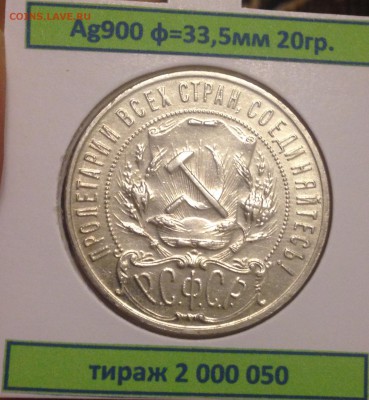 COINS.LAVE.RU
Ag900 ф=33,5мм 20гр.
ПРОЛЕТАРИИ ВСЕХ СТРАН, СОЕДИНЯЙТЕСЬ!
Р.С.Ф.С.Р.
тираж 2 000 050